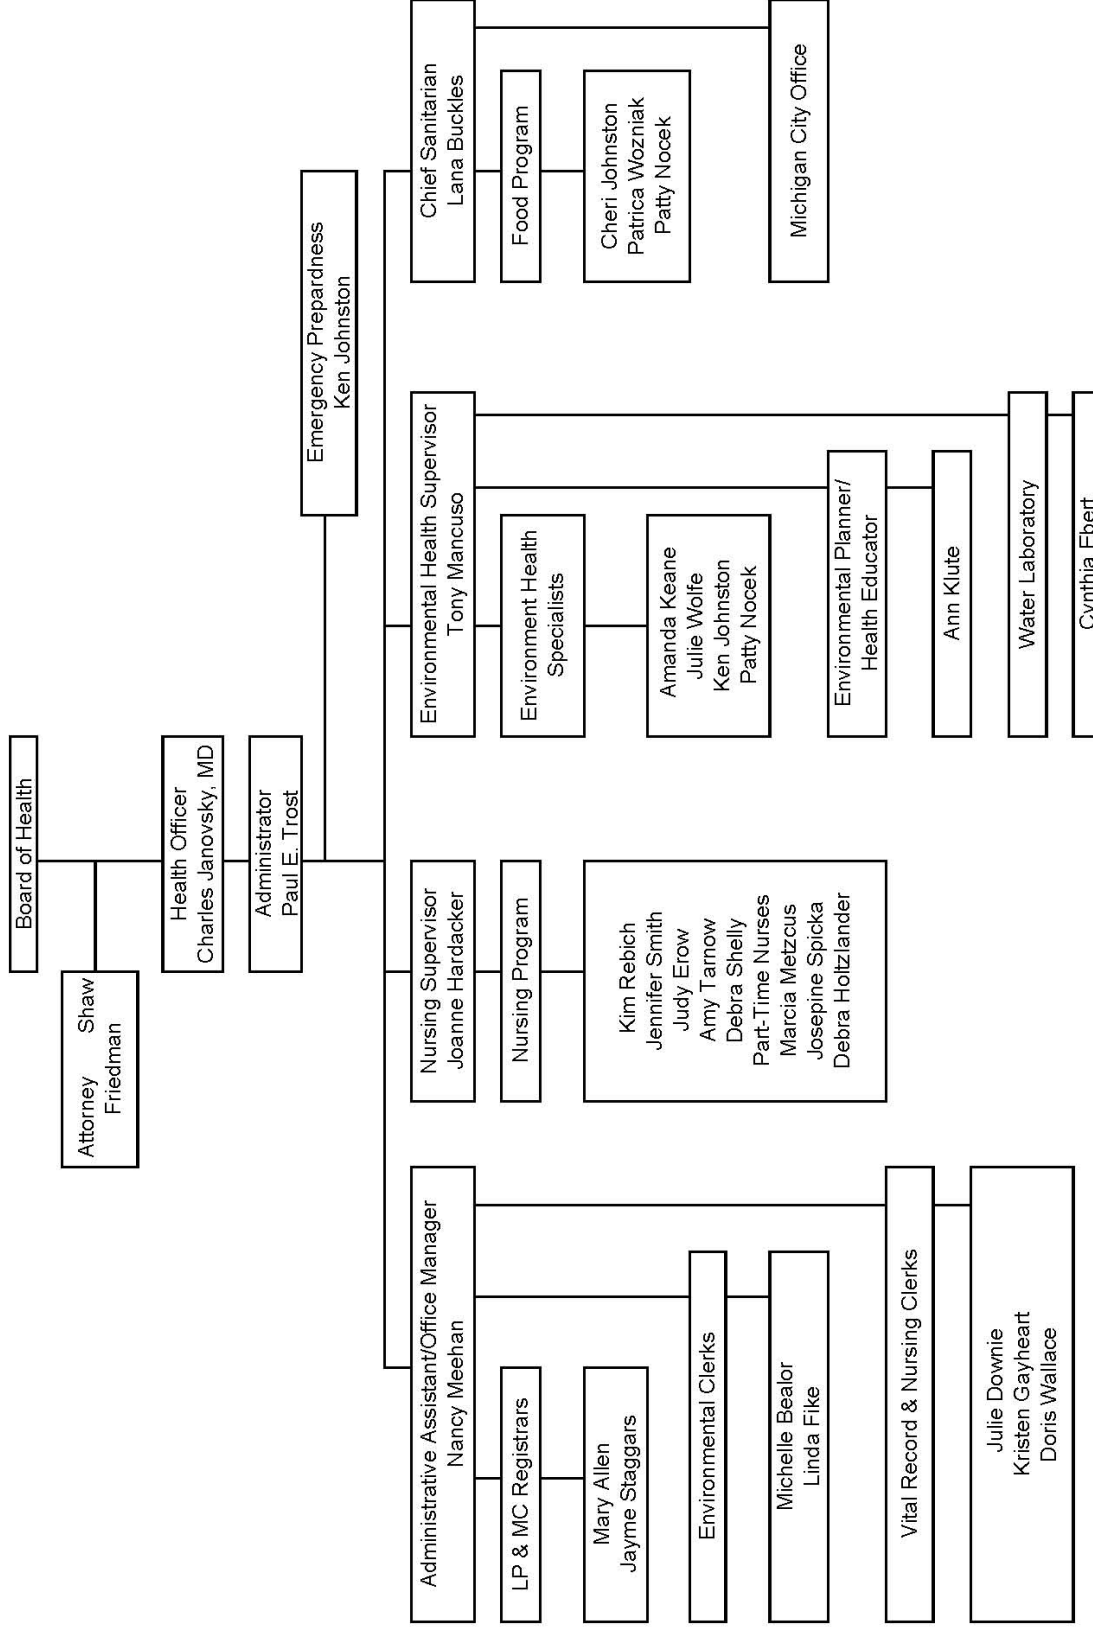 Board of Health
Attorney Shaw
Friedman
Health Officer
Charles Janovsky, MD
Administrator
Paul E. Trost
Emergency Prepardness
Ken Johnston
Administrative Assistant/Office Manager
Nancy Meehan
LP & MC Registrars
Mary Allen
Jayme Staggars
Environmental Clerks
Michelle Bealor
Linda Fike
Vital Record & Nursing Clerks
Julie Downie
Kristen Gayheart
Doris Wallace
Nursing Supervisor
Joanne Hardacker
Nursing Program
Kim Rebich
Jennifer Smith
Judy Erow
Amy Tarnow
Debra Shelly
Part-Time Nurses
Marcia Metzcus
Josepine Spicka
Debra Holtzlander
Environmental Health Supervisor
Tony Mancuso
Environment Health
Specialists
Amanda Keane
Julie Wolfe
Ken Johnston
Patty Nocek
Environmental Planner/
Health Educator
Ann Klute
Water Laboratory
Cynthia Ebert
Chief Sanitarian
Lana Buckles
Food Program
Cheri Johnston
Patrica Wozniak
Patty Nocek
Michigan City Office